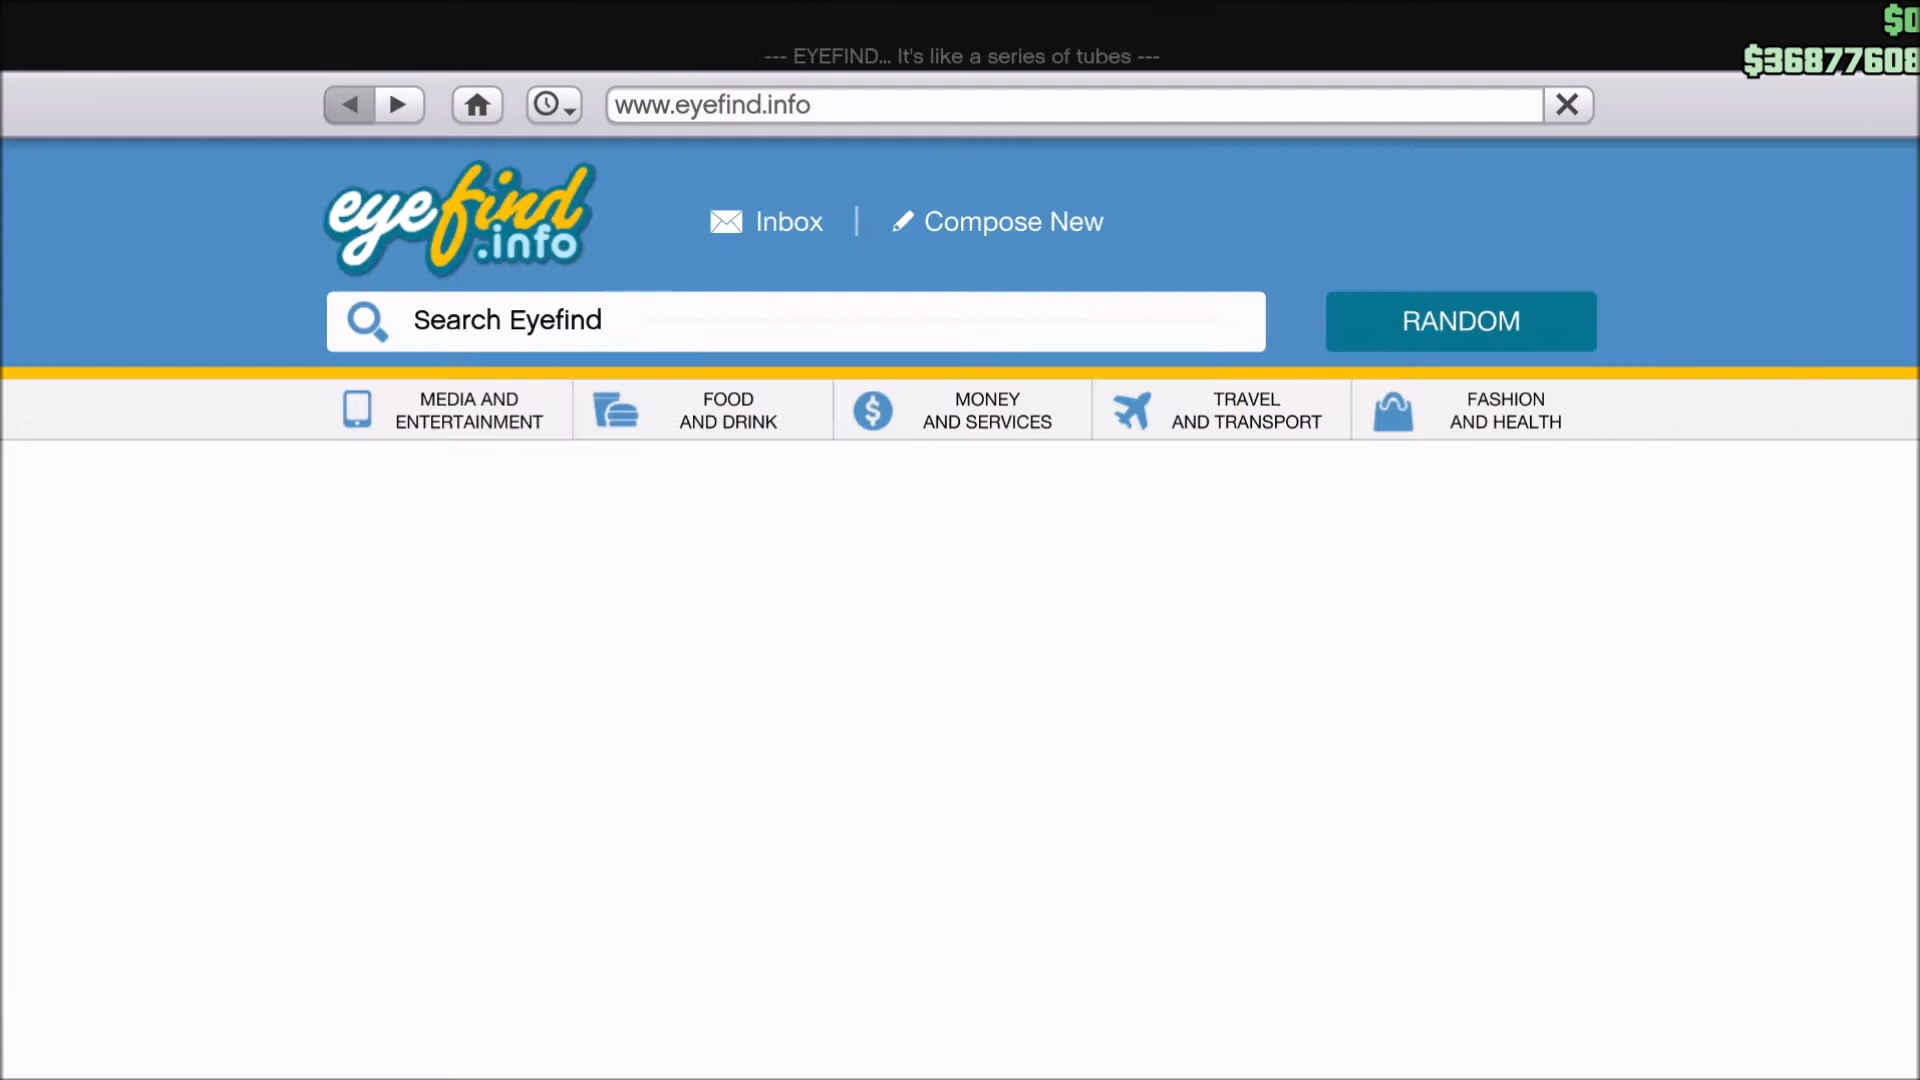 $0
--- EYEFIND... It's like a series of tubes ---
$36877608
www.eyefind.info
eyefind
.info
Inbox | Compose New
Search Eyefind
RANDOM
MEDIA AND
ENTERTAINMENT
FOOD
AND DRINK
MONEY
AND SERVICES
TRAVEL
AND TRANSPORT
FASHION
AND HEALTH